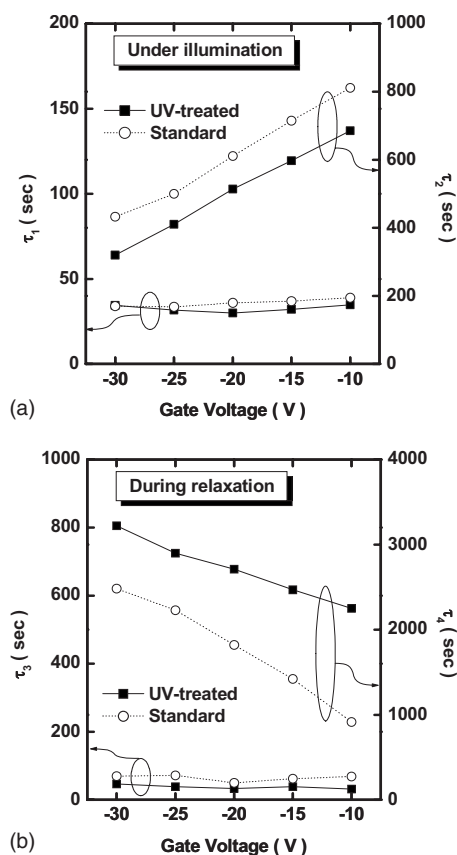 200
1000
Under illumination
150
800
UV-treated
Standard
600
100
τ1 ( sec)
τ2 (sec)
400
50
200
0
0
-30 -25 -20 -15 -10
(a)
Gate Voltage ( V )
1000
4000
During relaxation
800
3000
600
τ3 ( sec)
τ4 (sec)
2000
400
UV-treated
Standard
1000
200
0
0
-30 -25 -20 -15 -10
(b)
Gate Voltage ( V )